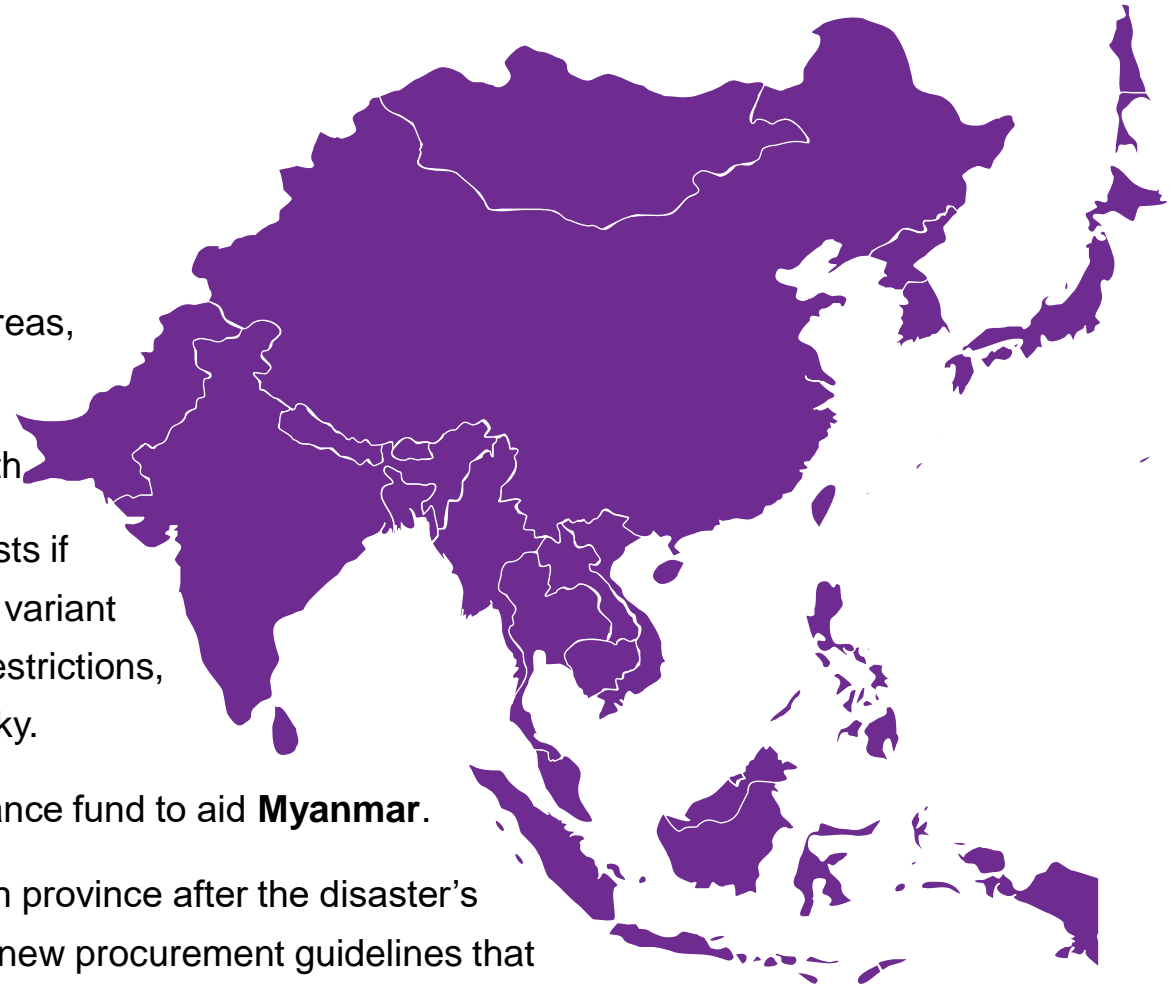 reas,
th
sts if
variant
estrictions,
ky.
ance fund to aid Myanmar.
n province after the disaster’s
new procurement guidelines that